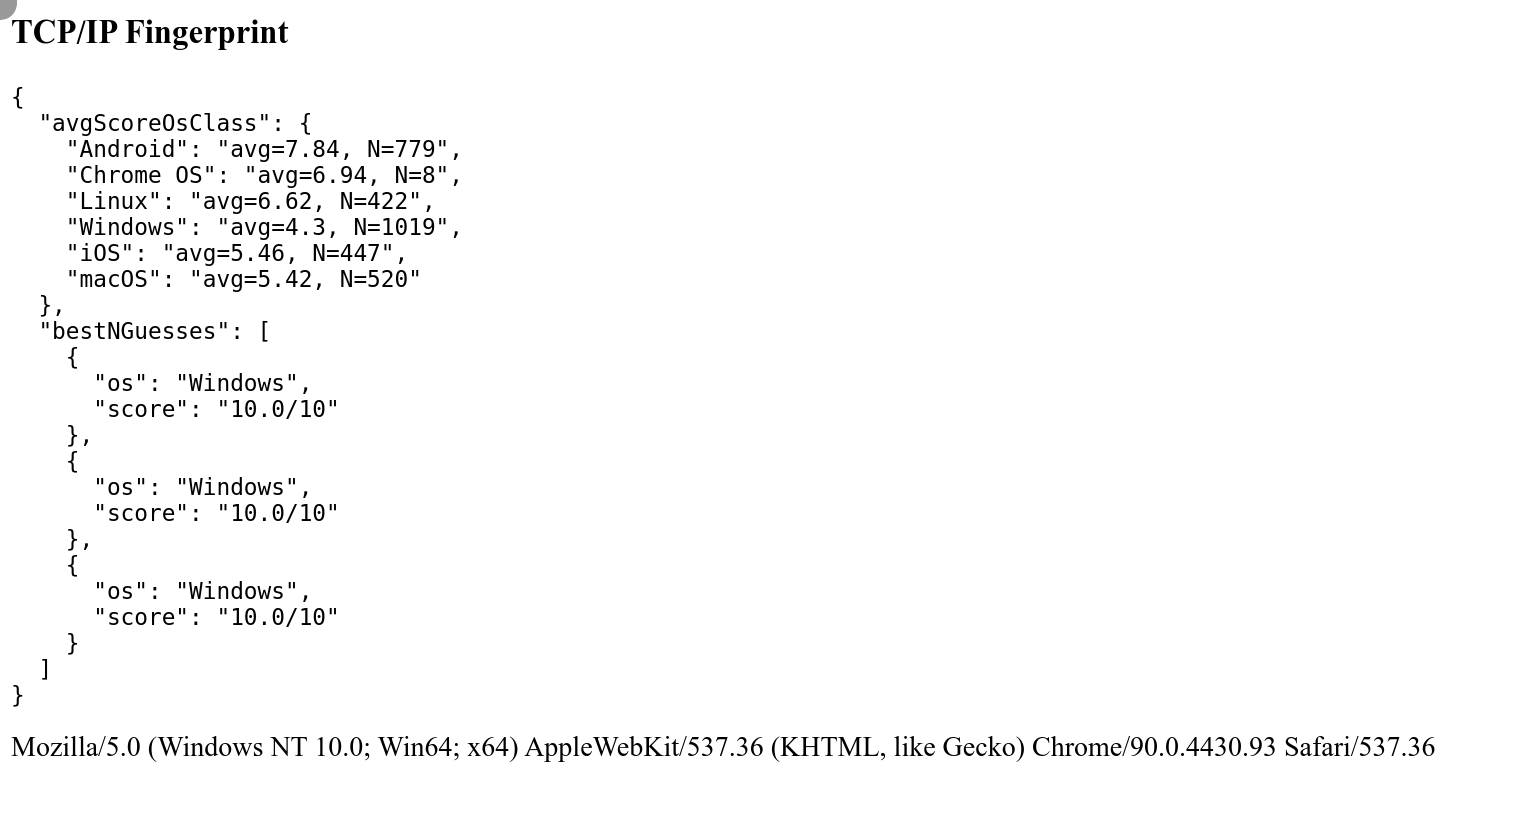 TCP/IP Fingerprint
{
  "avgScoreOsClass": {
    "Android": "avg=7.84, N=779",
    "Chrome OS": "avg=6.94, N=8",
    "Linux": "avg=6.62, N=422",
    "Windows": "avg=4.3, N=1019",
    "iOS": "avg=5.46, N=447",
    "macOS": "avg=5.42, N=520"
  },
  "bestNGuesses": [
    {
      "os": "Windows",
      "score": "10.0/10"
    },
    {
      "os": "Windows",
      "score": "10.0/10"
    },
    {
      "os": "Windows",
      "score": "10.0/10"
    }
  ]
}
Mozilla/5.0 (Windows NT 10.0; Win64; x64) AppleWebKit/537.36 (KHTML, like Gecko) Chrome/90.0.4430.93 Safari/537.36